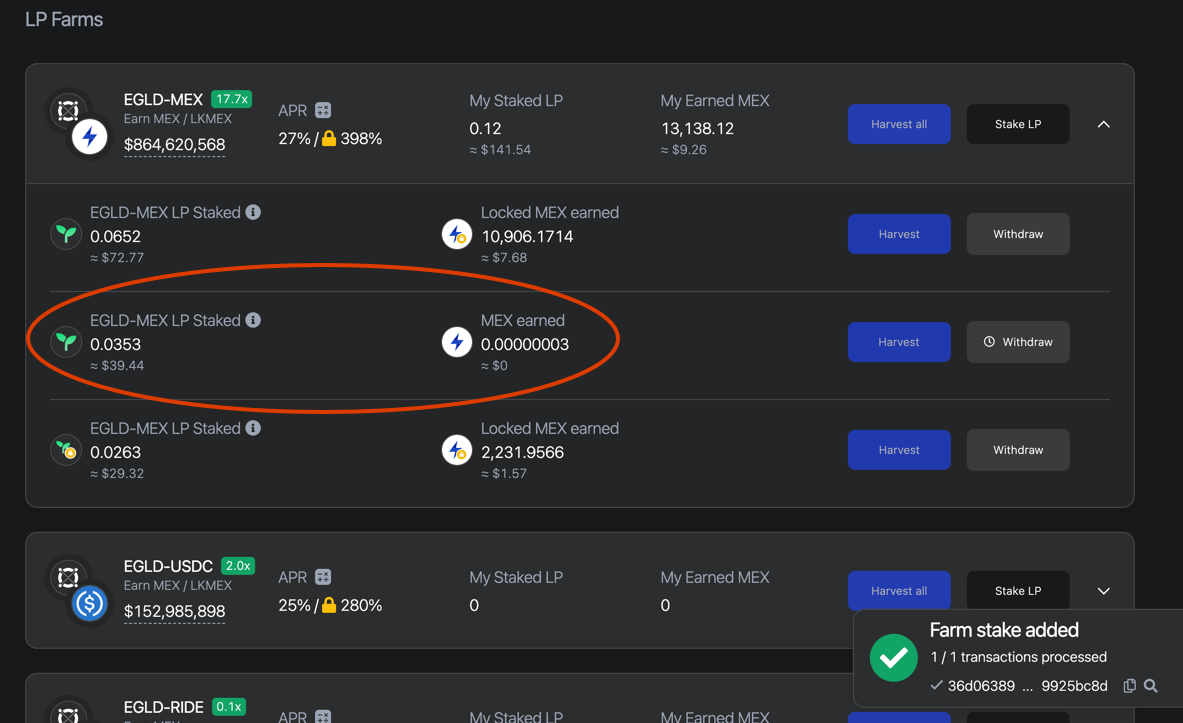 LP Farms
EGLD-MEX 17.7x
Earn MEX / LKMEX
$864,620,568
APR
27% / 398%
My Staked LP
0.12
≈ $141.54
My Earned MEX
13,138.12
≈ $9.26
Harvest all
Stake LP
EGLD-MEX LP Staked
0.0652
≈ $72.77
Locked MEX earned
10,906.1714
≈ $7.68
Harvest
Withdraw
EGLD-MEX LP Staked
0.0353
≈ $39.44
MEX earned
0.00000003
≈ $0
Harvest
Withdraw
EGLD-MEX LP Staked
0.0263
≈ $29.32
Locked MEX earned
2,231.9566
≈ $1.57
Harvest
Withdraw
EGLD-USDC 2.0x
Earn MEX / LKMEX
$152,985,898
APR
25% / 280%
My Staked LP
0
My Earned MEX
0
Harvest all
Stake LP
Farm stake added
1 / 1 transactions processed
36d06389 ... 9925bc8d
EGLD-RIDE 0.1x
APR
My Staked LP
My Earned MEX